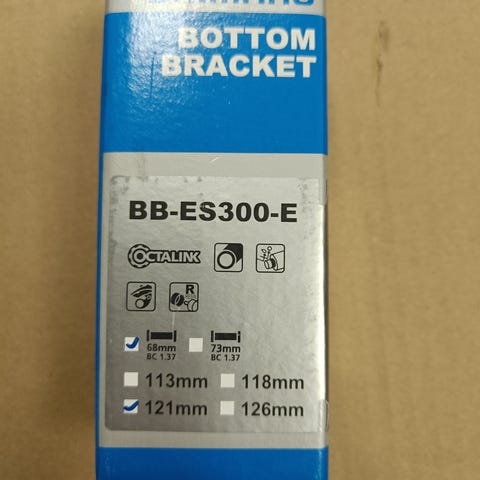 BOTTOM
BRACKET
BB-ES300-E
OCTALINK
R
68mm 73mm
BC 1.37 BC 1.37
113mm 118mm
121mm 126mm